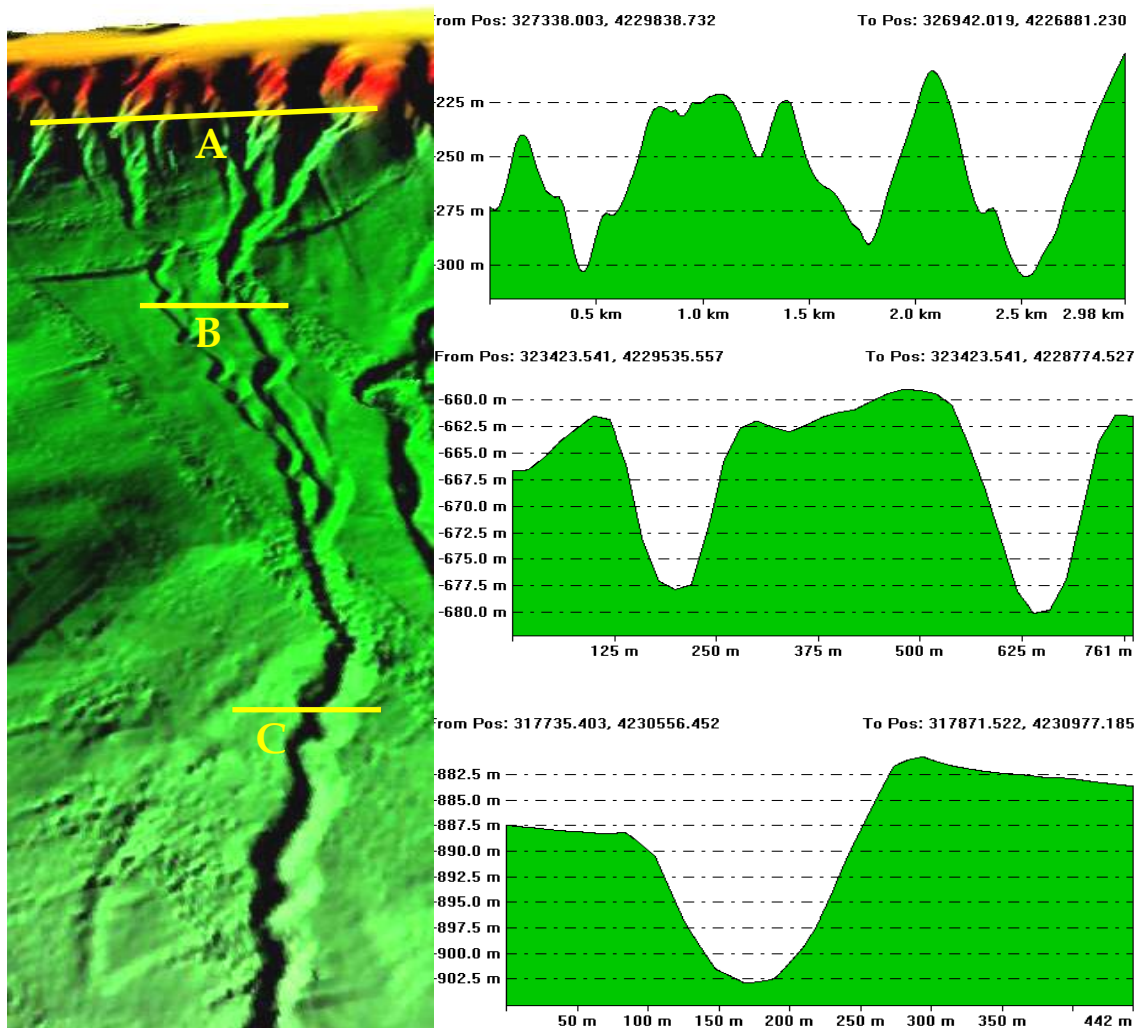 A
B
C
From Pos: 327338.003, 4229838.732 To Pos: 326942.019, 4226881.230
-225 m
-250 m
-275 m
-300 m
0.5 km 1.0 km 1.5 km 2.0 km 2.5 km 2.98 km
From Pos: 323423.541, 4229535.557 To Pos: 323423.541, 4228774.527
-660.0 m
-662.5 m
-665.0 m
-667.5 m
-670.0 m
-672.5 m
-675.0 m
-677.5 m
-680.0 m
125 m 250 m 375 m 500 m 625 m 761 m
From Pos: 317735.403, 4230556.452 To Pos: 317871.522, 4230977.185
-882.5 m
-885.0 m
-887.5 m
-890.0 m
-892.5 m
-895.0 m
-897.5 m
-900.0 m
-902.5 m
50 m 100 m 150 m 200 m 250 m 300 m 350 m 442 m